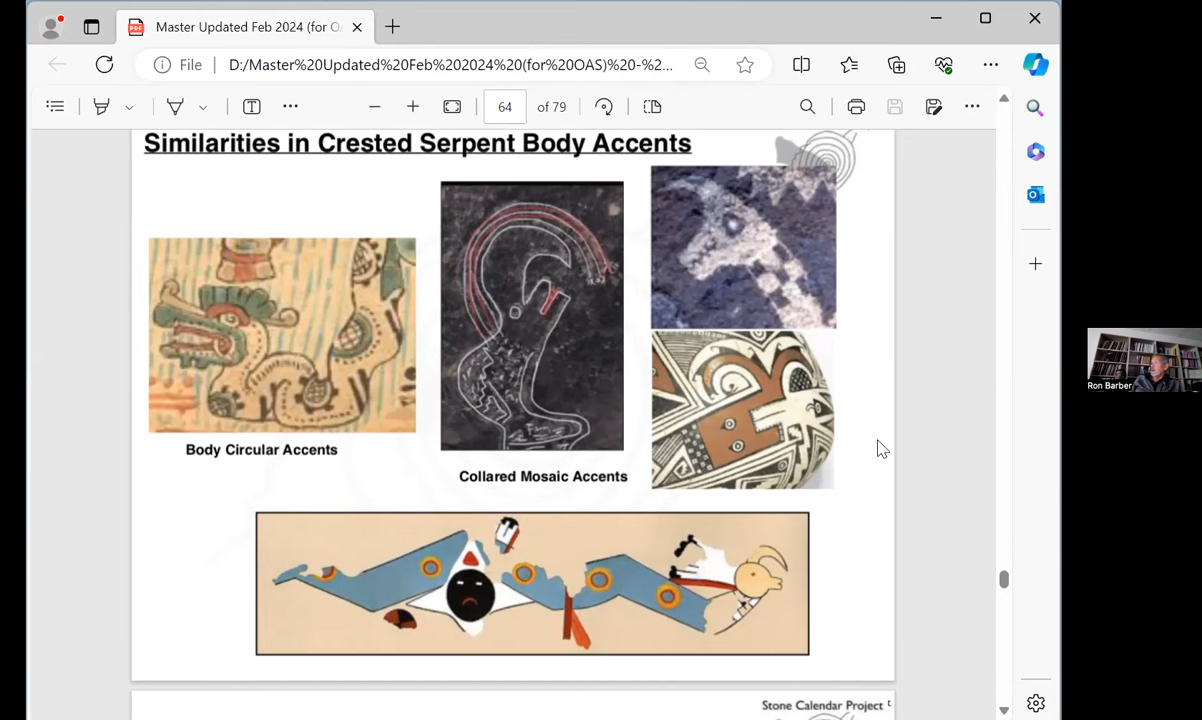 Master Updated Feb 2024 (for O
File
D:/Master%20Updated%20Feb%202024%20(for%20OAS)%20-%2...
64
of 79
Similarities in Crested Serpent Body Accents
Body Circular Accents
Collared Mosaic Accents
Ron Barber
Stone Calendar Project